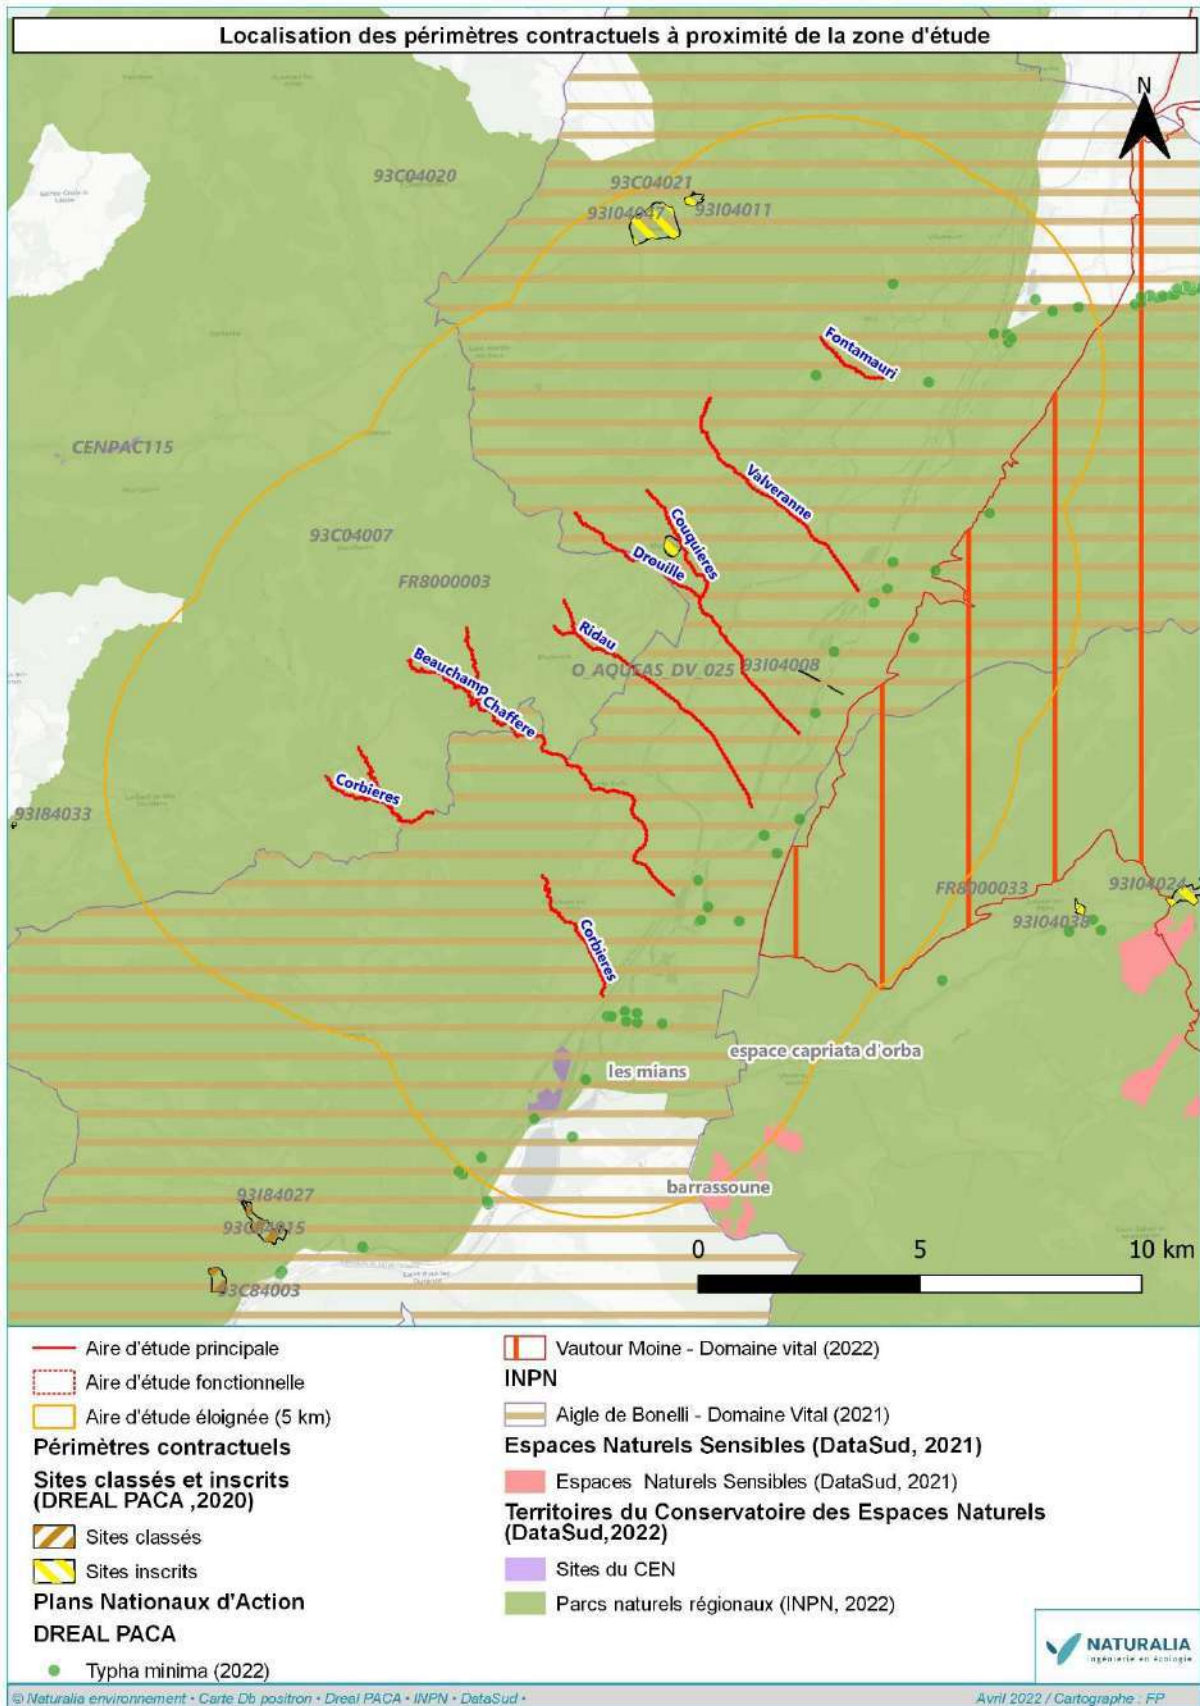 Localisation des périmètres contractuels à proximité de la zone d'étude
N
93C04020
93C04021
93I04047
93I04011
Fontamauri
CENPAC115
Valveranne
Couquieres
93C04007
Drouille
FR8000003
Ridau
Beauchamp
O_AQUEAS_DV_025
93I04008
Chaffere
Corbieres
93I84033
FR8000033
93I04024
93I04038
Corbieres
espace capriata d'orba
les mians
barrassoune
93I84027
93C84003
0 5 10 km
Aire d'étude principale
Aire d'étude fonctionnelle
Aire d'étude éloignée (5 km)
Périmètres contractuels
Sites classés et inscrits
(DREAL PACA ,2020)
Sites classés
Sites inscrits
Plans Nationaux d'Action
DREAL PACA
Typha minima (2022)
Vautour Moine - Domaine vital (2022)
INPN
Aigle de Bonelli - Domaine Vital (2021)
Espaces Naturels Sensibles (DataSud, 2021)
Espaces Naturels Sensibles (DataSud, 2021)
Territoires du Conservatoire des Espaces Naturels
(DataSud,2022)
Sites du CEN
Parcs naturels régionaux (INPN, 2022)
NATURALIA
Ingénierie en écologie
© Naturalia environnement • Carte Db positron • Dreal PACA • INPN • DataSud •
Avril 2022 / Cartographe : FP